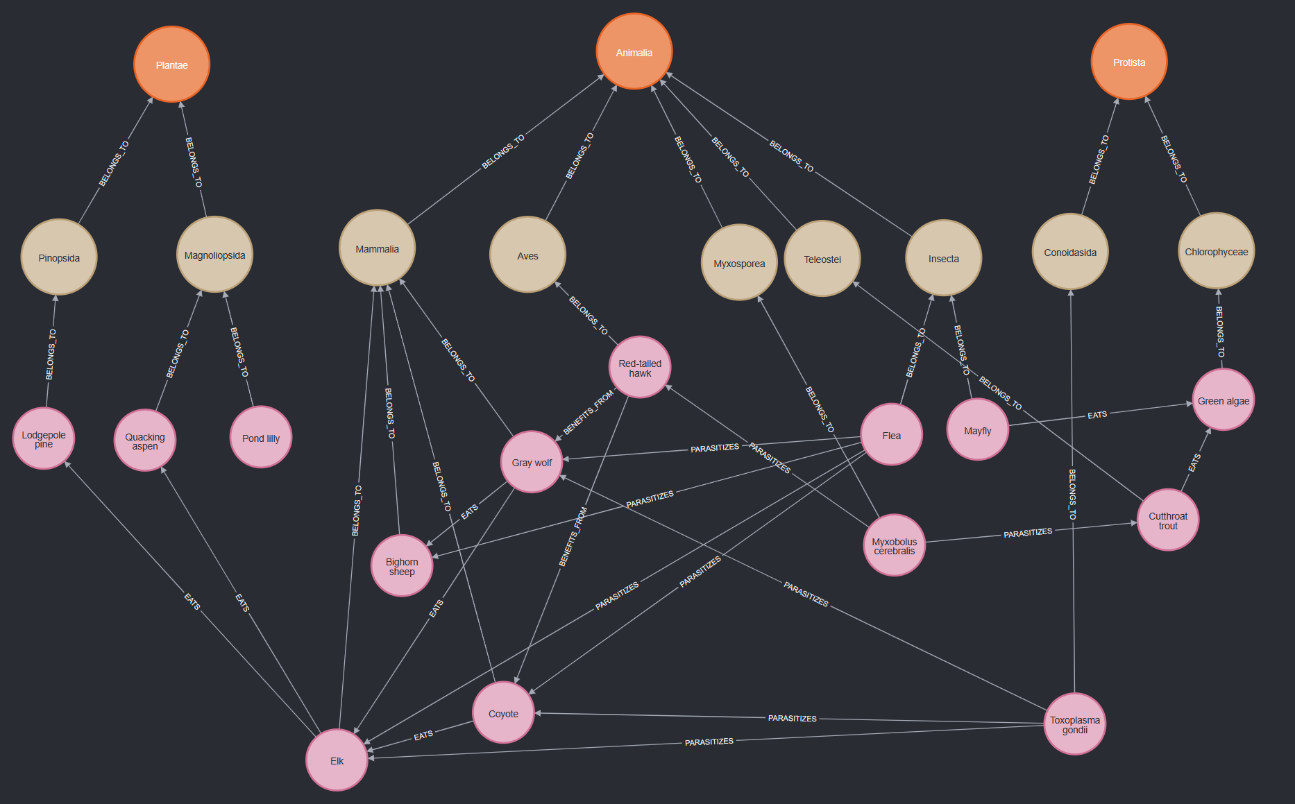 Plantae
Animalia
Protista
BELONGS_TO
BELONGS_TO
BELONGS_TO
BELONGS_TO
BELONGS_TO
BELONGS_TO
BELONGS_TO
BELONGS_TO
BELONGS_TO
Pinopsida
Magnoliopsida
Mammalia
Aves
Myxosporea
Teleostei
Insecta
Conoidasida
Chlorophyceae
BELONGS_TO
BELONGS_TO
BELONGS_TO
BELONGS_TO
BELONGS_TO
BELONGS_TO
BELONGS_TO
BELONGS_TO
Red-tailed
hawk
BELONGS_TO
BELONGS_TO
BENEFITS_FROM
BELONGS_TO
Green algae
EATS
Lodgepole
pine
Quacking
aspen
Pond lilly
Flea
Mayfly
PARASITIZES
PARASITIZES
Gray wolf
EATS
BELONGS_TO
BELONGS_TO
BELONGS_TO
PARASITIZES
EATS
Cutthroat
trout
BENEFITS_FROM
PARASITIZES
Myxobolus
cerebralis
Bighorn
sheep
PARASITIZES
PARASITIZES
PARASITIZES
EATS
EATS
EATS
Coyote
PARASITIZES
Toxoplasma
gondii
EATS
PARASITIZES
Elk